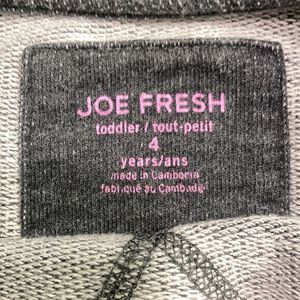 JOE FRESH
toddler / tout-petit
4
years/ans
made in Cambodia
fabriqué au Cambodge